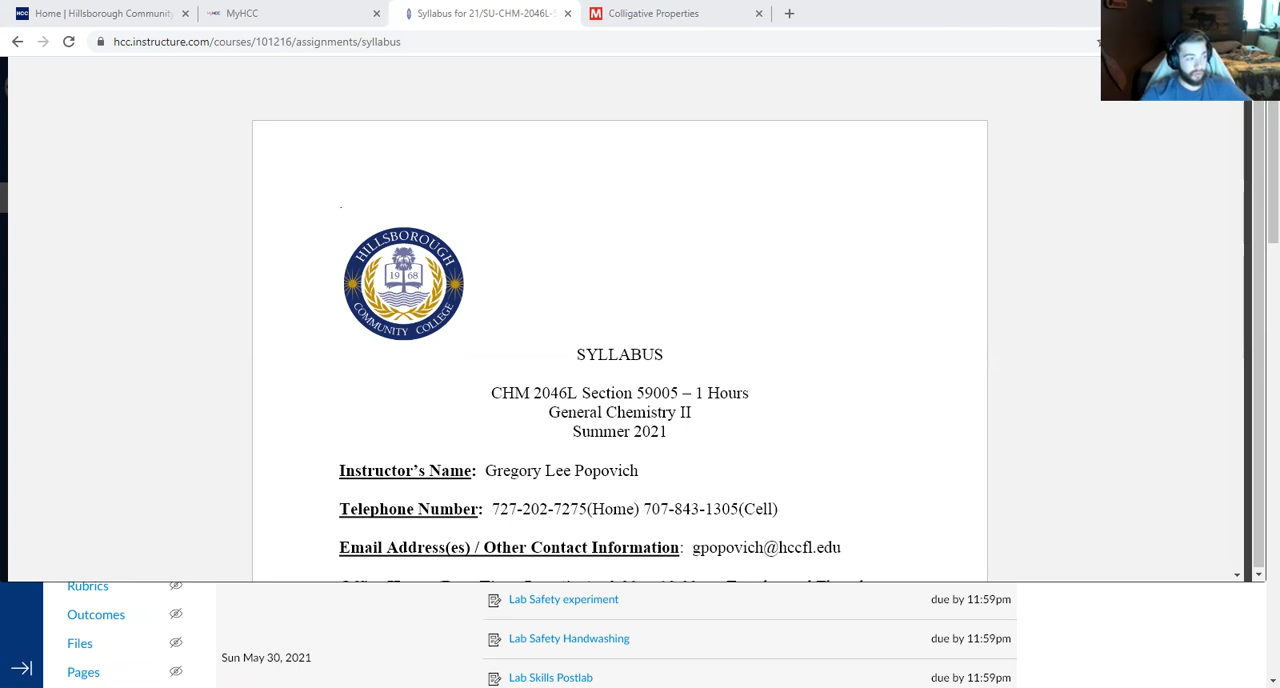 HCC Home | Hillsborough Community
MyHCC
Syllabus for 21/SU-CHM-2046L-5
M Colligative Properties
hcc.instructure.com/courses/101216/assignments/syllabus
.
HILLSBOROUGH
19 68
COMMUNITY COLLEGE
SYLLABUS
CHM 2046L Section 59005 – 1 Hours
General Chemistry II
Summer 2021
Instructor's Name: Gregory Lee Popovich
Telephone Number: 727-202-7275(Home) 707-843-1305(Cell)
Email Address(es) / Other Contact Information: gpopovich@hccfl.edu
Rubrics
Outcomes
Files
Pages
Sun May 30, 2021
Lab Safety experiment due by 11:59pm
Lab Safety Handwashing due by 11:59pm
Lab Skills Postlab due by 11:59pm